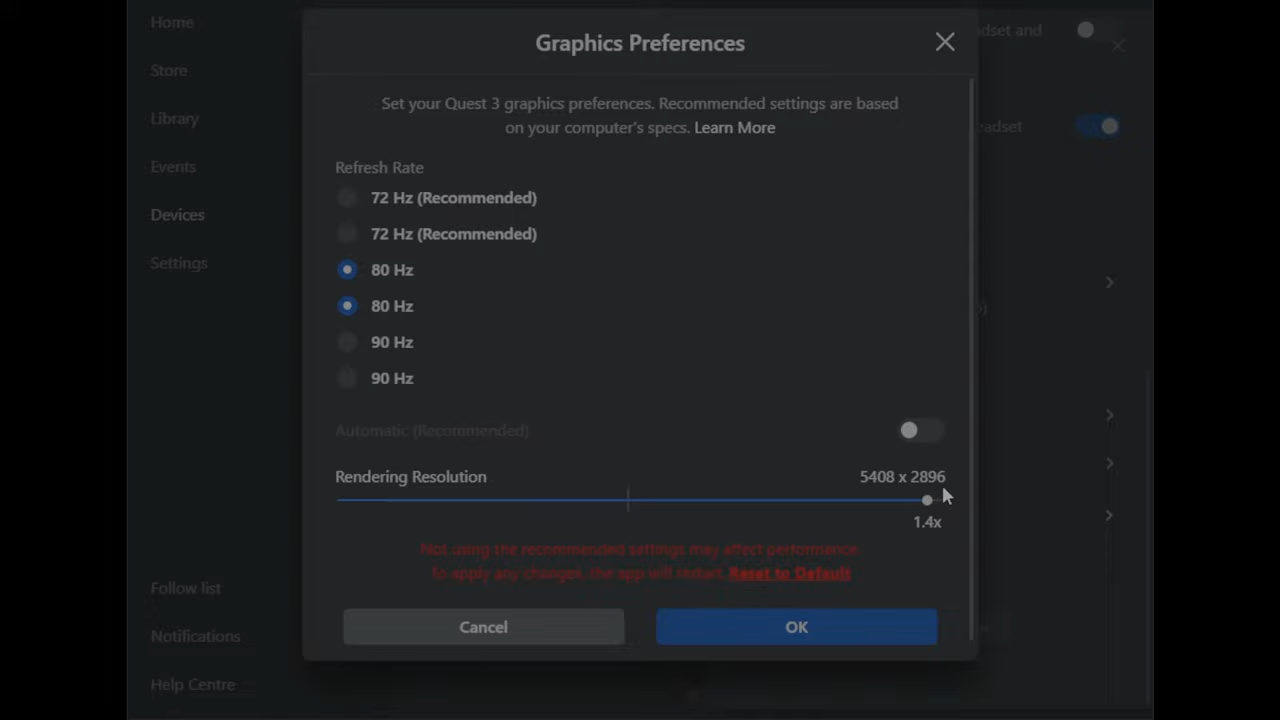 Home
Store
Library
Events
Devices
Settings
Follow list
Notifications
Help Centre
Graphics Preferences
Set your Quest 3 graphics preferences. Recommended settings are based
on your computer's specs. Learn More
Refresh Rate
72 Hz (Recommended)
72 Hz (Recommended)
80 Hz
80 Hz
90 Hz
90 Hz
Automatic (Recommended)
Rendering Resolution
5408 x 2896
1.4x
Not using the recommended settings may affect performance.
To apply any changes, the app will restart. Reset to Default
Cancel
OK
and